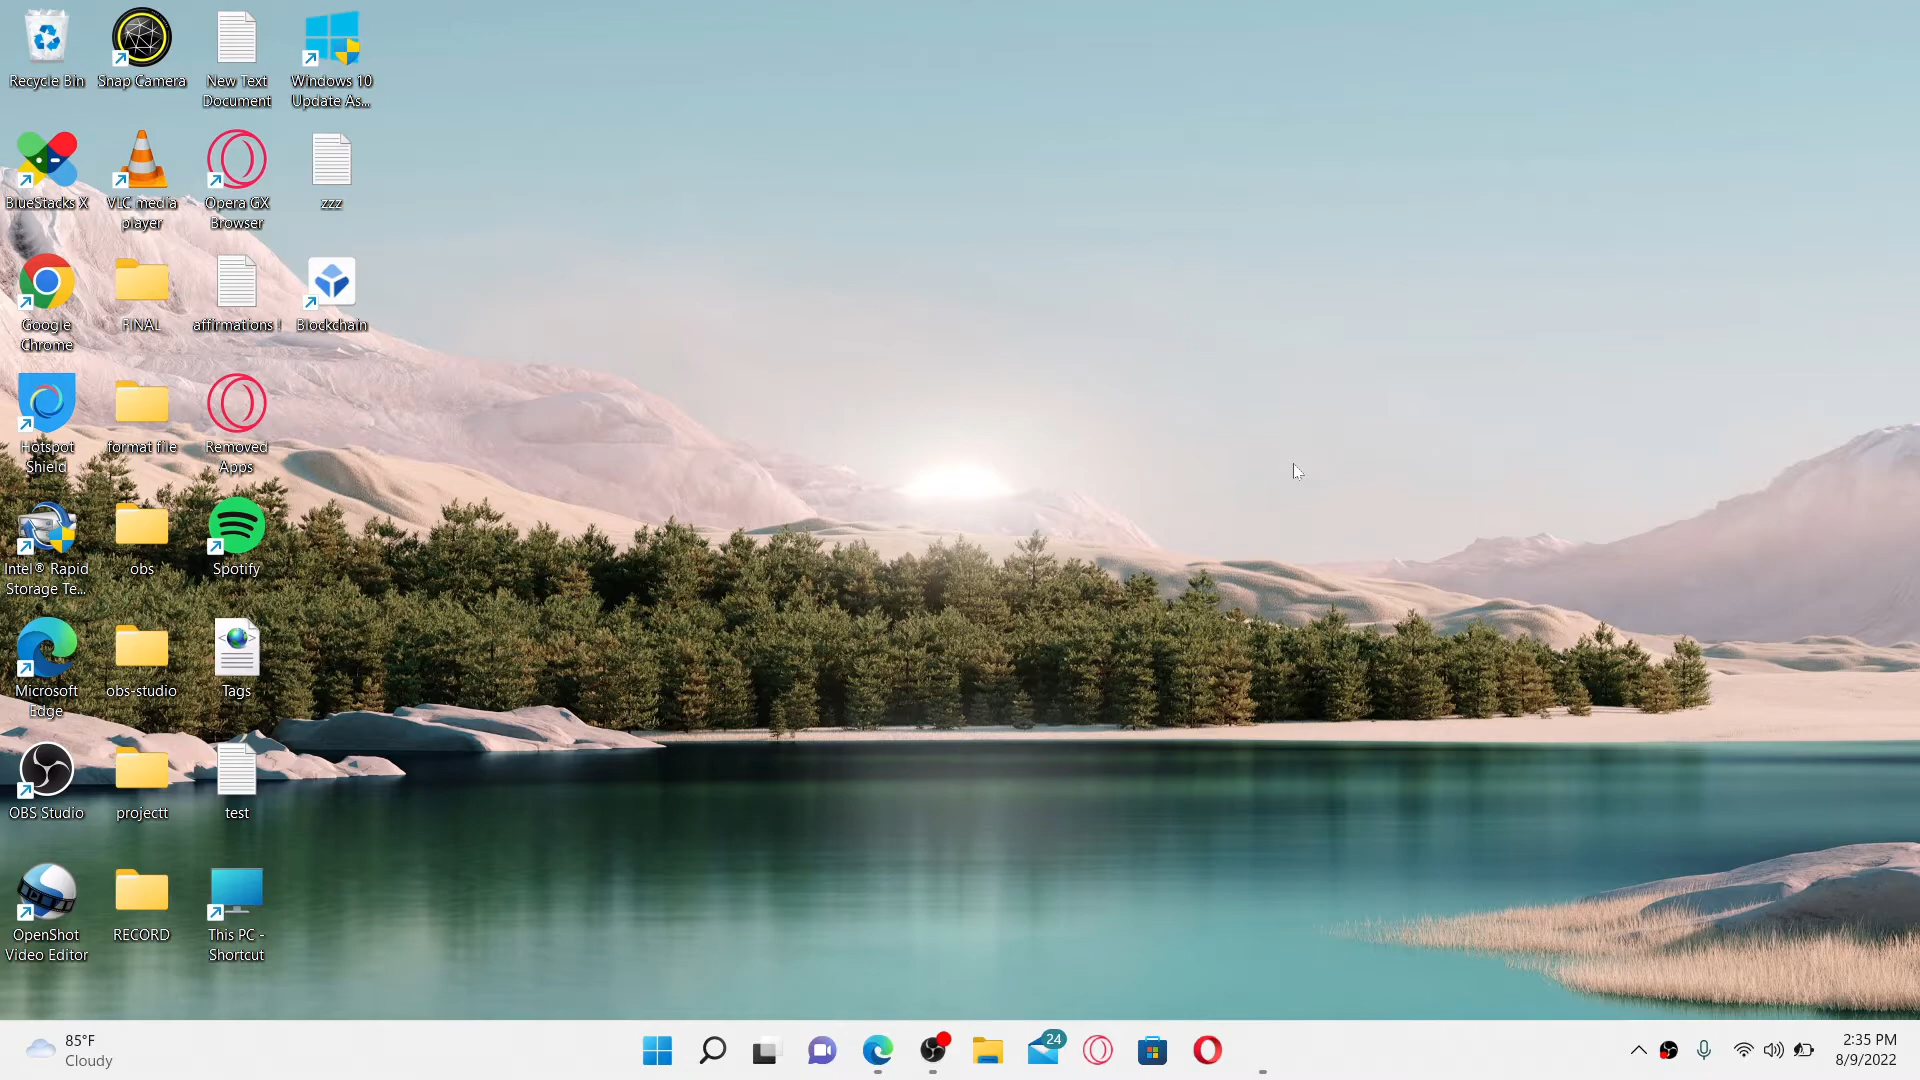 Recycle Bin
Snap Camera
New Text
Document
Windows 10
Update As...
BlueStacks X
VLC media
player
Opera GX
Browser
zzz
Google
Chrome
FINAL
affirmations !
Blockchain
Hotspot
Shield
format file
Removed
Apps
Intel® Rapid
Storage Te...
obs
Spotify
Microsoft
Edge
obs-studio
Tags
OBS Studio
projectt
test
OpenShot
Video Editor
RECORD
This PC -
Shortcut
85°F
Cloudy
24
2:35 PM
8/9/2022